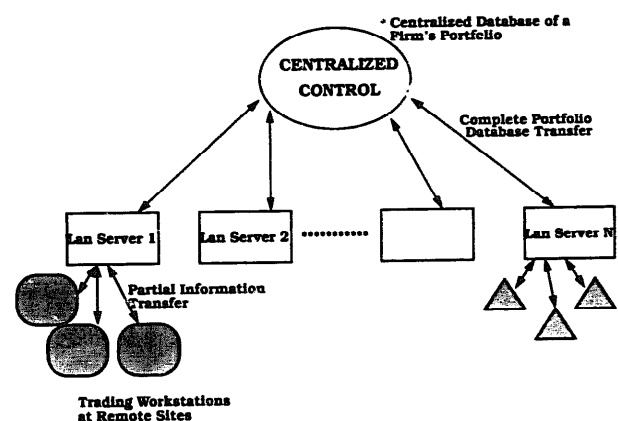 * Centralized Database of a
Firm's Portfolio
CENTRALIZED
CONTROL
Complete Portfolio
Database Transfer
Lan Server 1
Lan Server 2
Lan Server N
Partial Information
Transfer
Trading Workstations
at Remote Sites